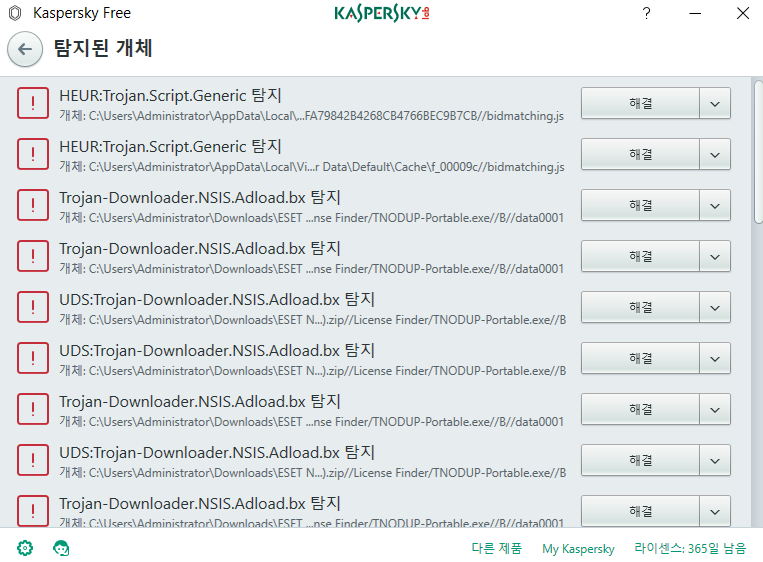 Kaspersky Free
KASPERSKY
?
탐지된 개체
HEUR:Trojan.Script.Generic 탐지
개체: C:\Users\Administrator\AppData\Local\...FA79842B4268CB4766BEC9B7CB//bidmatching.js
해결
HEUR:Trojan.Script.Generic 탐지
개체: C:\Users\Administrator\AppData\Local\Vi...r Data\Default\Cache\f_00009c//bidmatching.js
해결
Trojan-Downloader.NSIS.Adload.bx 탐지
개체: C:\Users\Administrator\Downloads\ESET ...nse Finder/TNODUP-Portable.exe//B//data0001
해결
Trojan-Downloader.NSIS.Adload.bx 탐지
개체: C:\Users\Administrator\Downloads\ESET ...nse Finder/TNODUP-Portable.exe//B//data0001
해결
UDS:Trojan-Downloader.NSIS.Adload.bx 탐지
개체: C:\Users\Administrator\Downloads\ESET N...).zip//License Finder/TNODUP-Portable.exe//B
해결
UDS:Trojan-Downloader.NSIS.Adload.bx 탐지
개체: C:\Users\Administrator\Downloads\ESET N...).zip//License Finder/TNODUP-Portable.exe//B
해결
Trojan-Downloader.NSIS.Adload.bx 탐지
개체: C:\Users\Administrator\Downloads\ESET ...nse Finder/TNODUP-Portable.exe//B//data0001
해결
UDS:Trojan-Downloader.NSIS.Adload.bx 탐지
개체: C:\Users\Administrator\Downloads\ESET N...).zip//License Finder/TNODUP-Portable.exe//B
해결
Trojan-Downloader.NSIS.Adload.bx 탐지
개체: C:\Users\Administrator\Downloads\ESET ...nse Finder/TNODUP-Portable.exe//B//data0001
해결
다른 제품 My Kaspersky 라이센스: 365일 남음